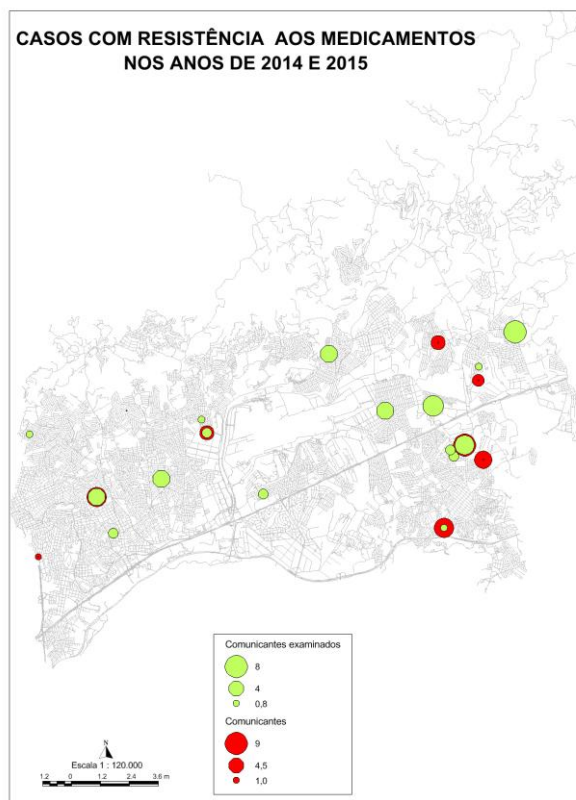 CASOS COM RESISTÊNCIA AOS MEDICAMENTOS
NOS ANOS DE 2014 E 2015
Comunicantes examinados
8
4
0,8
Comunicantes
9
4,5
1,0
N
Escala 1 : 120.000
1.2 0 1.2 2.4 3.6 m